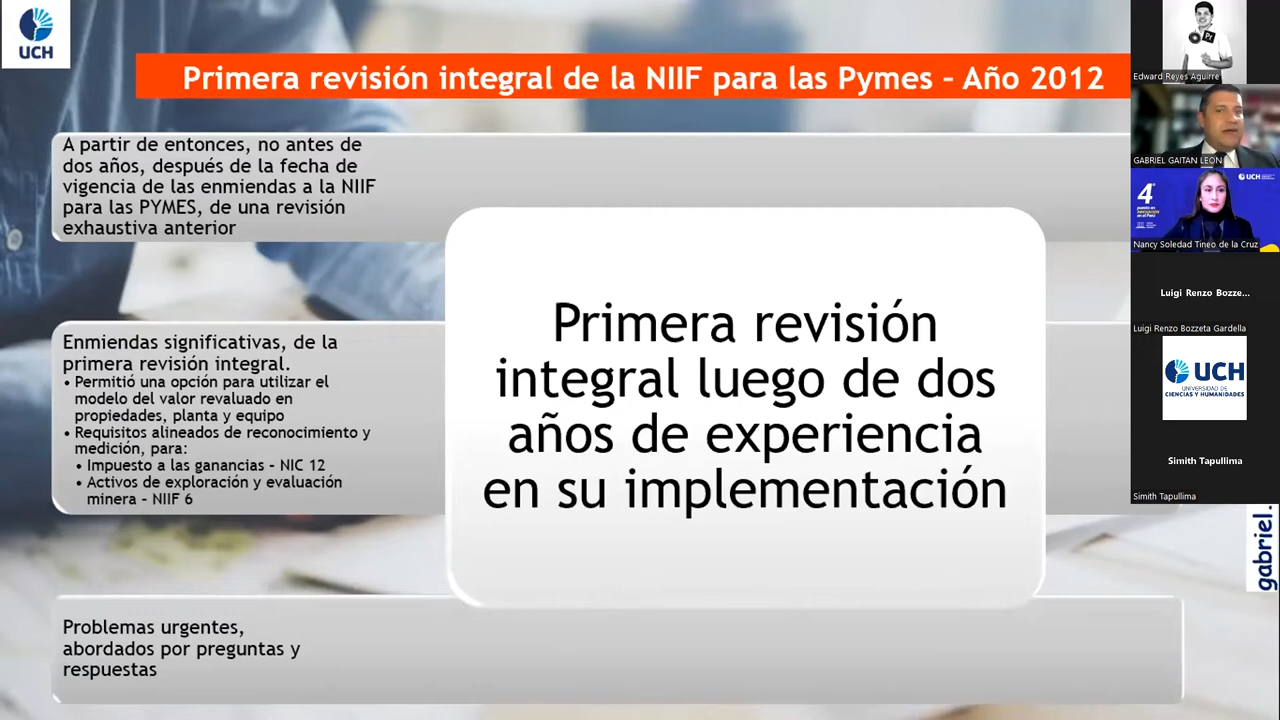 UCH
Primera revisión integral de la NIIF para las Pymes – Año 2012
A partir de entonces, no antes de
dos años, después de la fecha de
vigencia de las enmiendas a la NIIF
para las PYMES, de una revisión
exhaustiva anterior
Enmiendas significativas, de la
primera revisión integral.
• Permitió una opción para utilizar el
modelo del valor revaluado en
propiedades, planta y equipo
• Requisitos alineados de reconocimiento y
medición, para:
• Impuesto a las ganancias – NIC 12
• Activos de exploración y evaluación
minera – NIIF 6
Problemas urgentes,
abordados por preguntas y
respuestas
Primera revisión
integral luego de dos
años de experiencia
en su implementación
Pr
Edward Reyes Aguirre
GABRIEL GAITAN LEON
UCH
4
Nancy Soledad Tineo de la Cruz
Luigi Renzo Bozze...
Luigi Renzo Bozzeta Gardella
UCH
UNIVERSIDAD DE
CIENCIAS Y HUMANIDADES
Simith Tapullima
Simith Tapullima
gabriel.